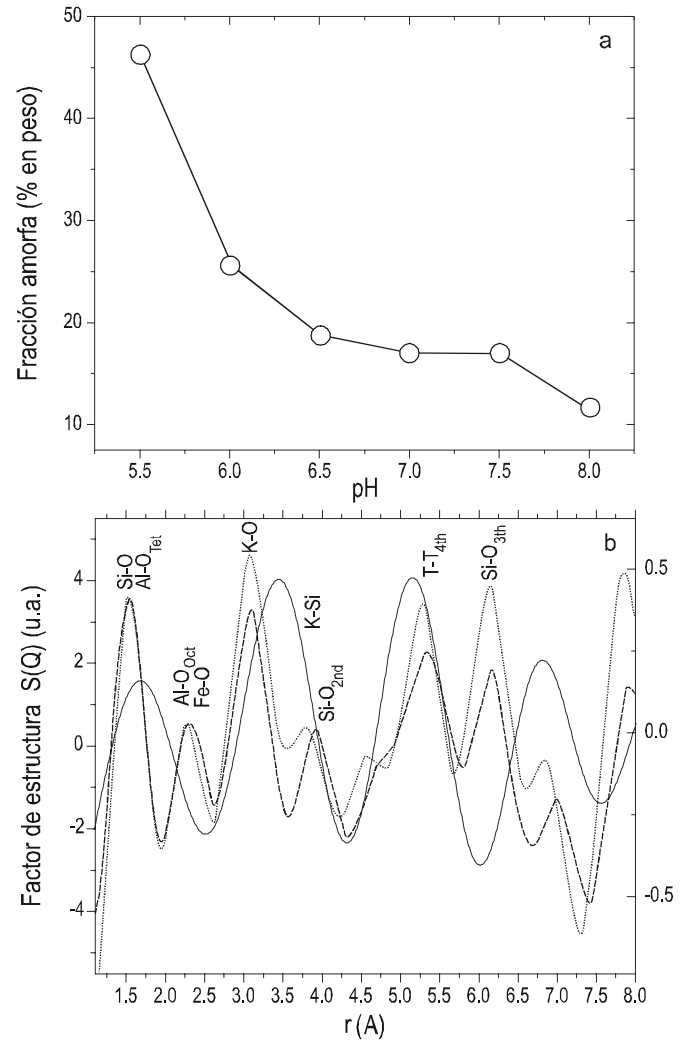 a
50
40
30
20
10
Fracción amorfa (% en peso)
5.5 6.0 6.5 7.0 7.5 8.0
pH
b
Si-O
Al-O_Tet
Al-O_Oct
Fe-O
K-O
K-Si
Si-O_2nd
T-T_4th
Si-O_3th
4
2
0
-2
-4
Factor de estructura S(Q) (u.a.)
0.5
0.0
-0.5
1.5 2.0 2.5 3.0 3.5 4.0 4.5 5.0 5.5 6.0 6.5 7.0 7.5 8.0
r (A)